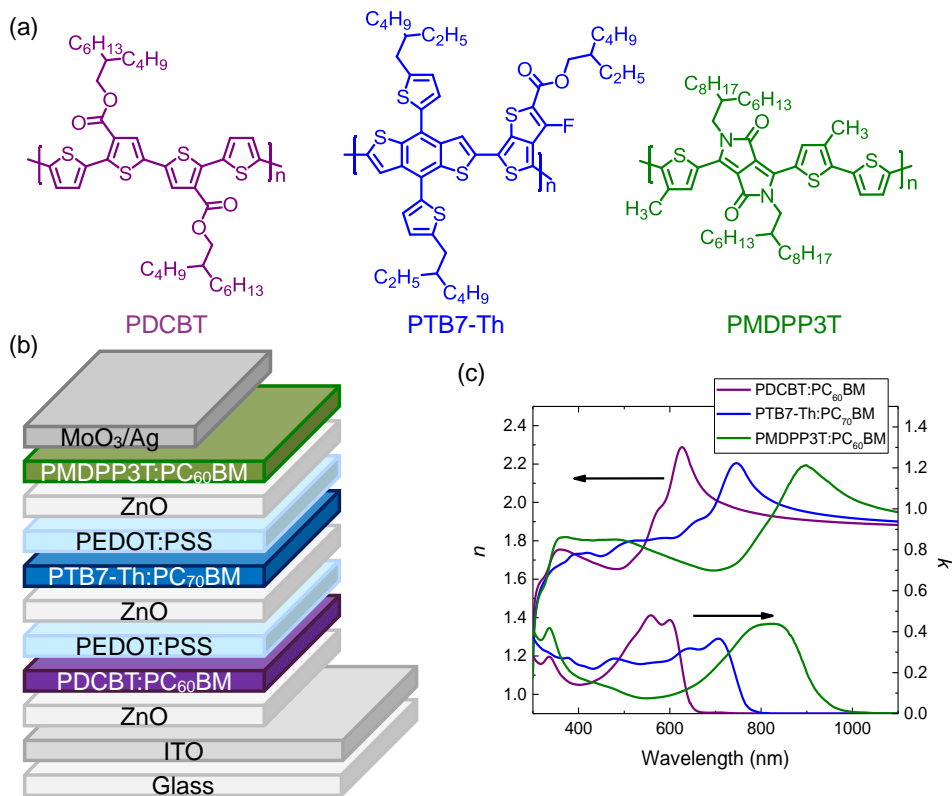 (a)
C₆H₁₃
C₄H₉
O
O
S
S
S
S
n
O
O
C₄H₉
C₆H₁₃
PDCBT
C₄H₉
C₂H₅
S
S
S
O
O
C₄H₉
C₂H₅
S
F
S
n
S
C₂H₅
C₄H₉
PTB7-Th
C₈H₁₇
C₆H₁₃
N
O
CH₃
S
S
S
n
H₃C
O
N
C₆H₁₃
C₈H₁₇
PMDPP3T
(b)
MoO₃/Ag
PMDPP3T:PC₆₀BM
ZnO
PEDOT:PSS
PTB7-Th:PC₇₀BM
ZnO
PEDOT:PSS
PDCBT:PC₆₀BM
ZnO
ITO
Glass
(c)
PDCBT:PC₆₀BM
PTB7-Th:PC₇₀BM
PMDPP3T:PC₆₀BM
2.4
2.2
2.0
1.8
1.6
1.4
1.2
1.0
n
1.4
1.2
1.0
0.8
0.6
0.4
0.2
0.0
k
400 600 800 1000
Wavelength (nm)